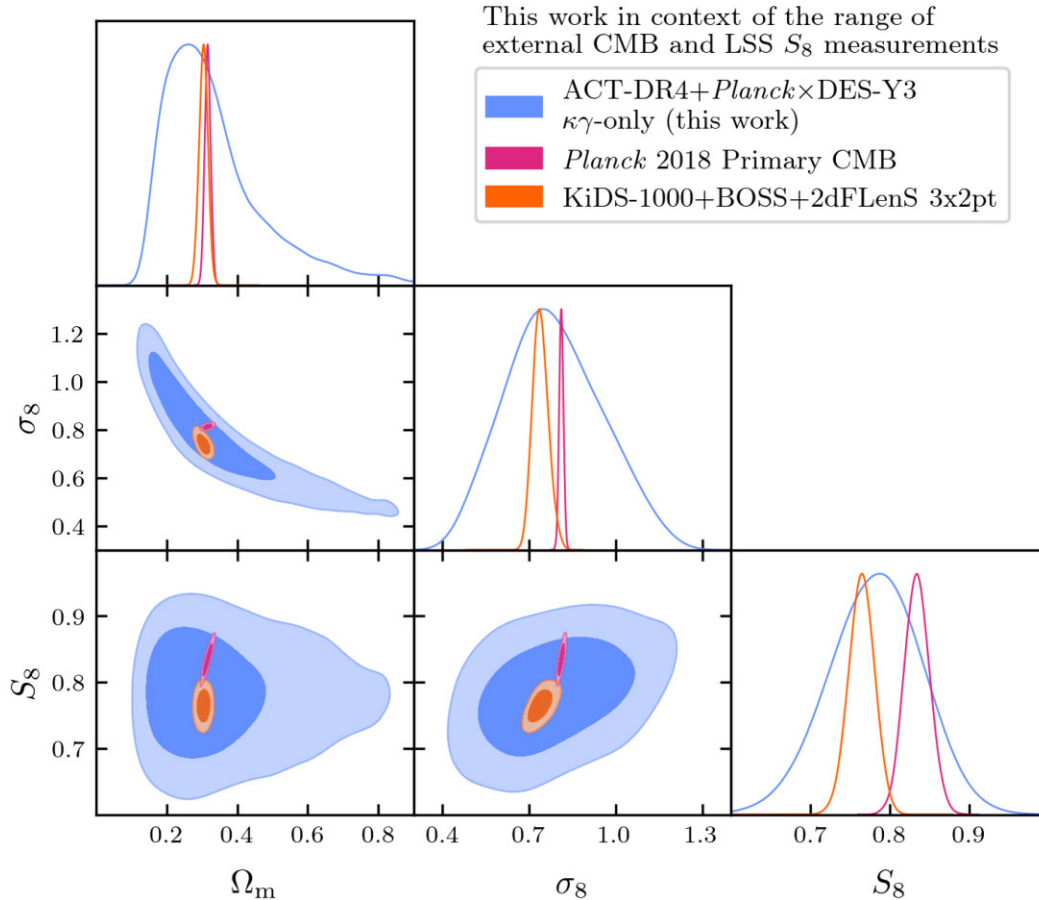 This work in context of the range of
external CMB and LSS S₈ measurements
ACT-DR4+Planck×DES-Y3
κγ-only (this work)
Planck 2018 Primary CMB
KiDS-1000+BOSS+2dFLenS 3x2pt
1.2
1.0
0.8
0.6
0.4
σ₈
0.9
0.8
0.7
S₈
0.2 0.4 0.6 0.8
0.4 0.7 1.0 1.3
0.7 0.8 0.9
Ωₘ
σ₈
S₈